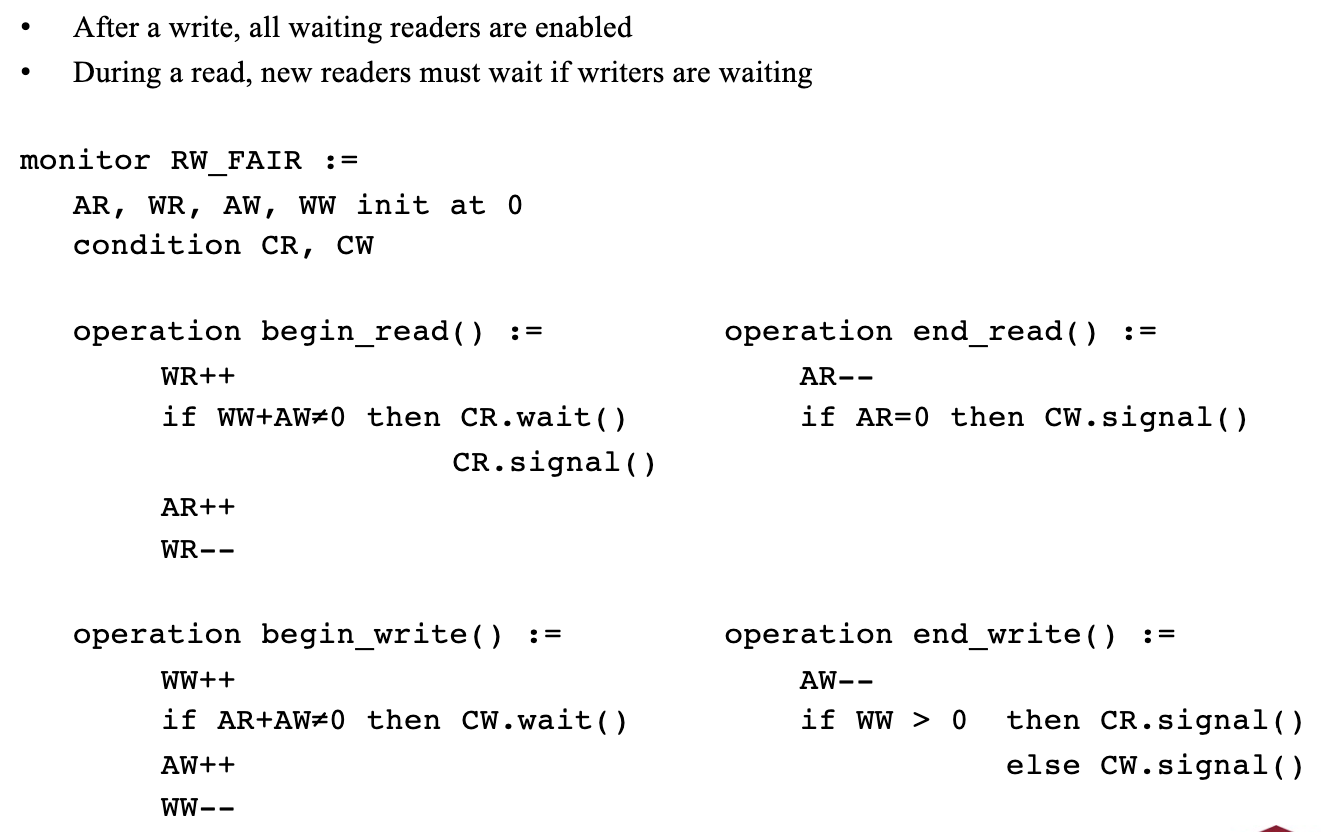 • After a write, all waiting readers are enabled
• During a read, new readers must wait if writers are waiting
monitor RW_FAIR :=
AR, WR, AW, WW init at 0
condition CR, CW
operation begin_read() :=
WR++
if WW+AW≠0 then CR.wait()
CR.signal()
AR++
WR--
operation end_read() :=
AR--
if AR=0 then CW.signal()
operation begin_write() :=
WW++
if AR+AW≠0 then CW.wait()
AW++
WW--
operation end_write() :=
AW--
if WW > 0 then CR.signal()
else CW.signal()